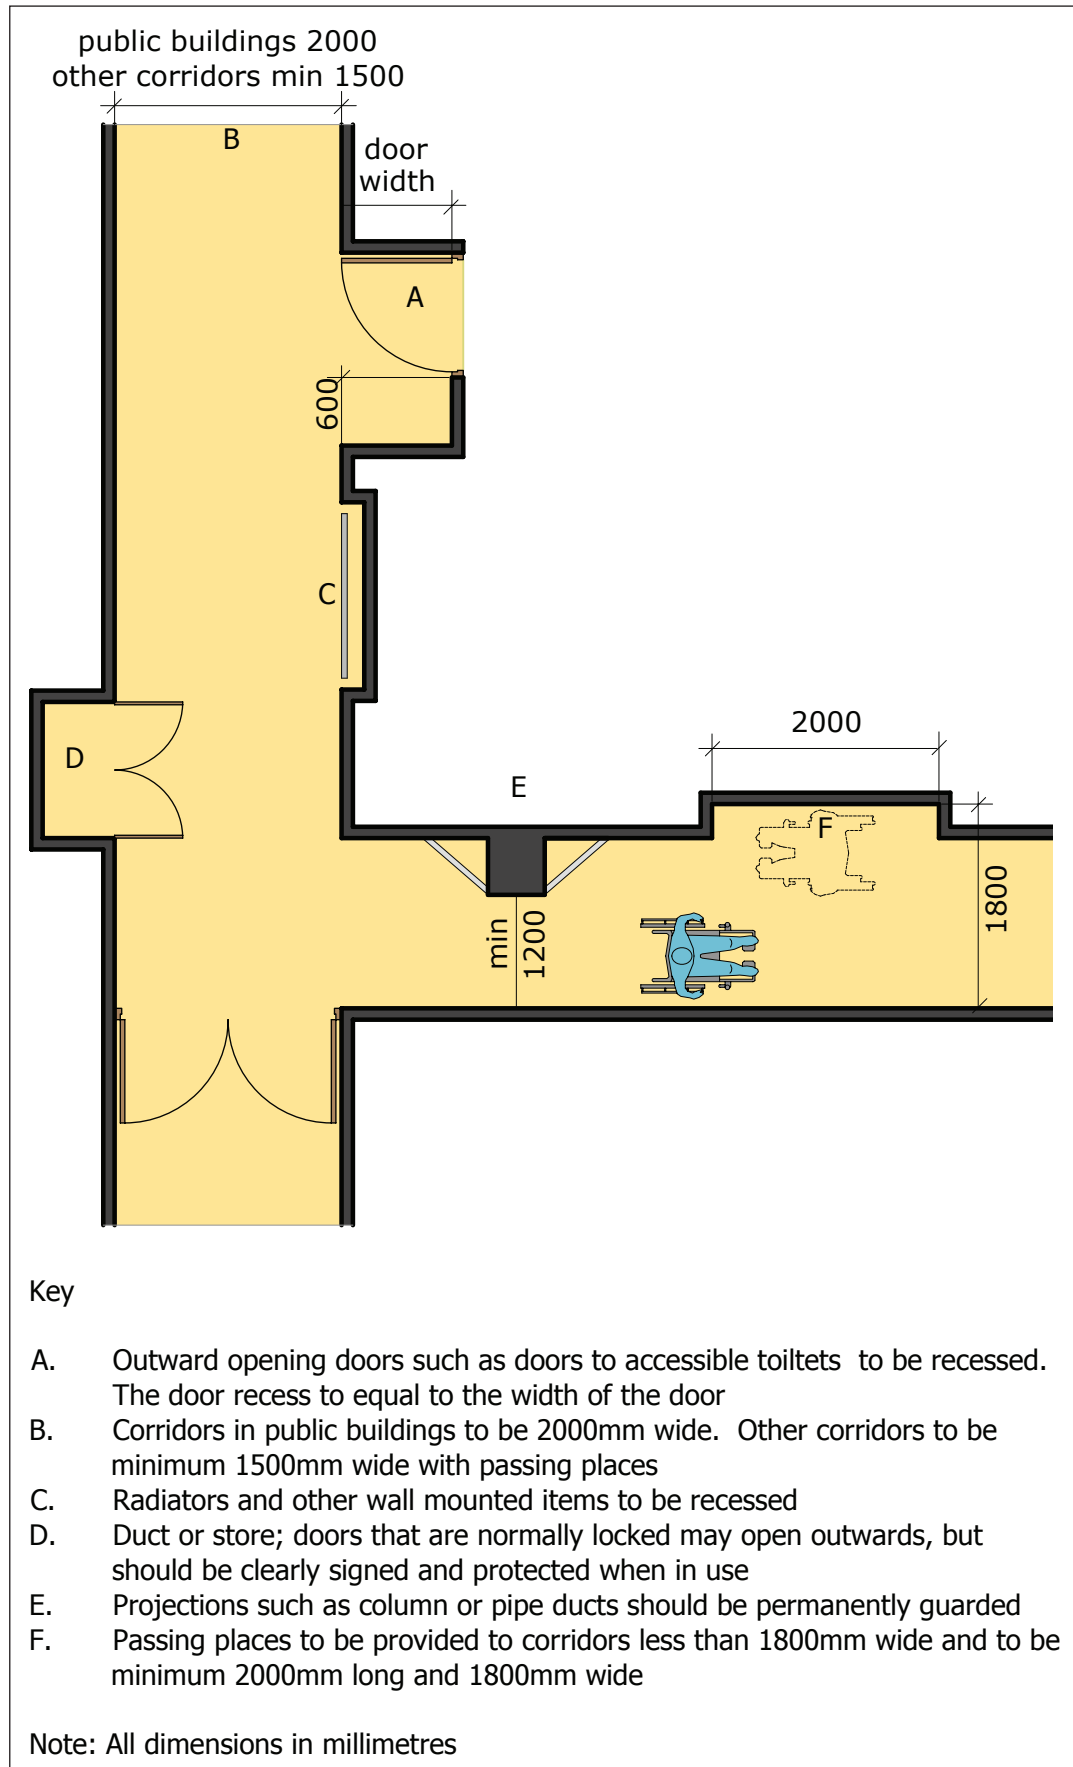 public buildings 2000
other corridors min 1500
B
door
width
A
600
C
D
2000
E
F
min
1200
1800
Key
A. Outward opening doors such as doors to accessible toiltets to be recessed.
The door recess to equal to the width of the door
B. Corridors in public buildings to be 2000mm wide. Other corridors to be
minimum 1500mm wide with passing places
C. Radiators and other wall mounted items to be recessed
D. Duct or store; doors that are normally locked may open outwards, but
should be clearly signed and protected when in use
E. Projections such as column or pipe ducts should be permanently guarded
F. Passing places to be provided to corridors less than 1800mm wide and to be
minimum 2000mm long and 1800mm wide
Note: All dimensions in millimetres